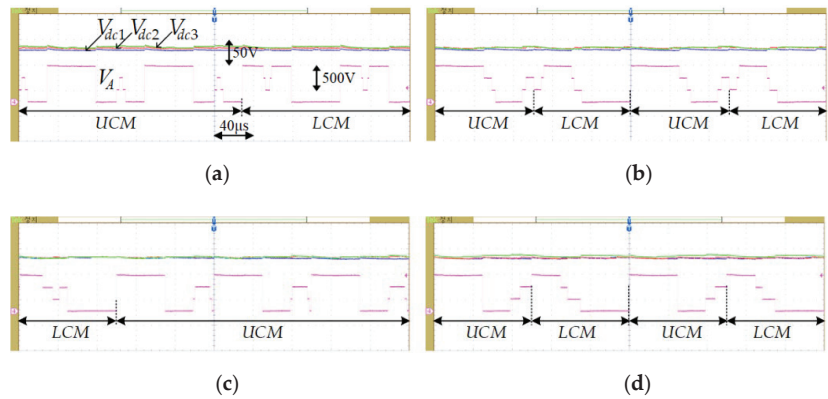 Vdc1 Vdc2 Vdc3
50V
VA
500V
UCM
LCM
40μs
(a)
UCM
LCM
UCM
LCM
(b)
LCM
UCM
(c)
UCM
LCM
UCM
LCM
(d)